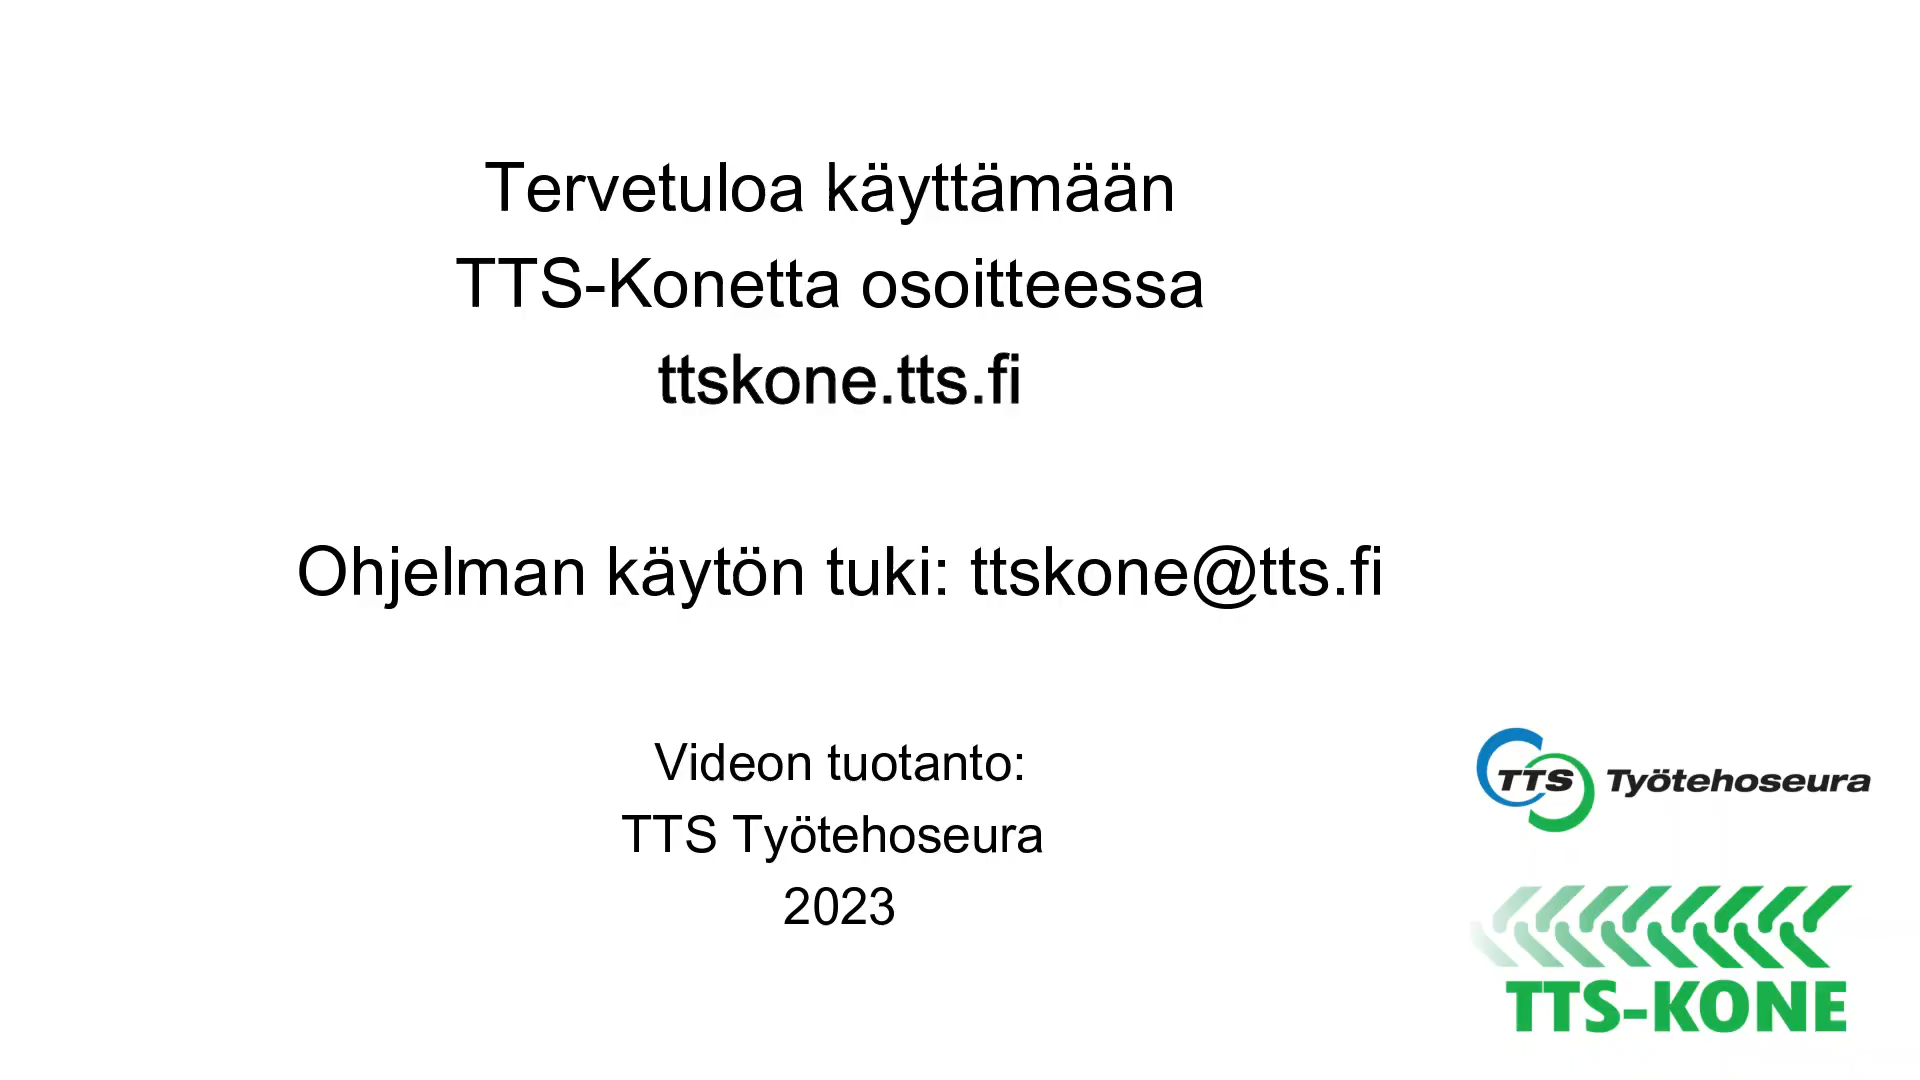 Tervetuloa käyttämään
TTS-Konetta osoitteessa
ttskone.tts.fi
Ohjelman käytön tuki: ttskone@tts.fi
Videon tuotanto:
TTS Työtehoseura
2023
TTS Työtehoseura
TTS-KONE